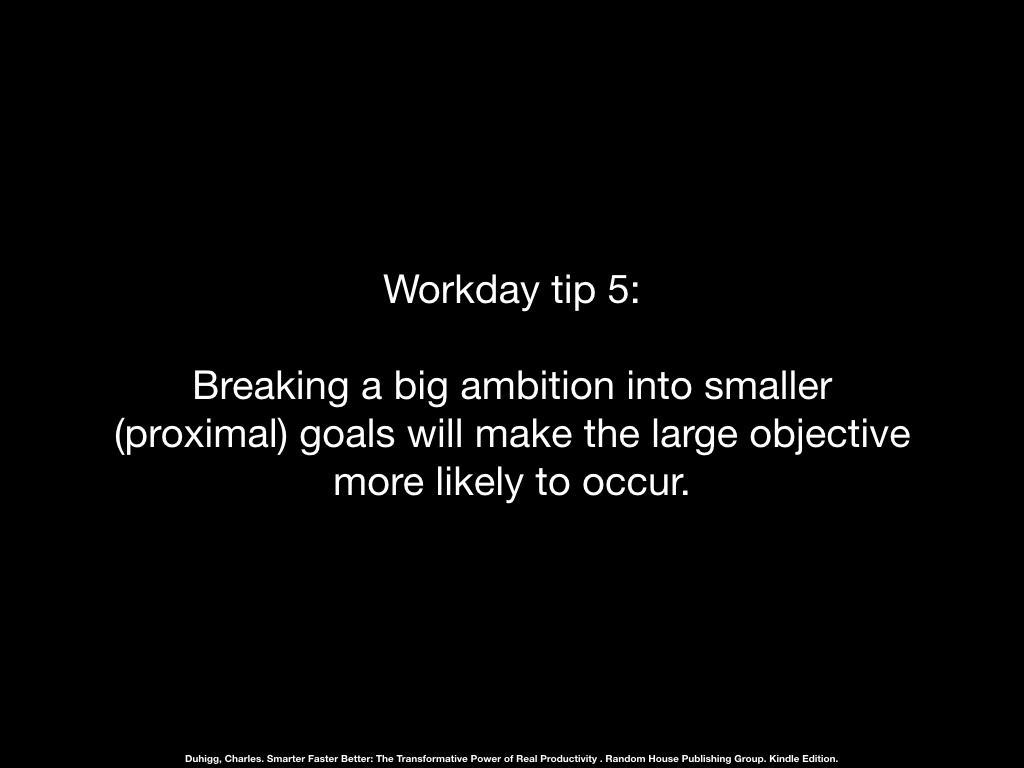 Workday tip 5:
Breaking a big ambition into smaller
(proximal) goals will make the large objective
more likely to occur.
Duhigg, Charles. Smarter Faster Better: The Transformative Power of Real Productivity . Random House Publishing Group. Kindle Edition.